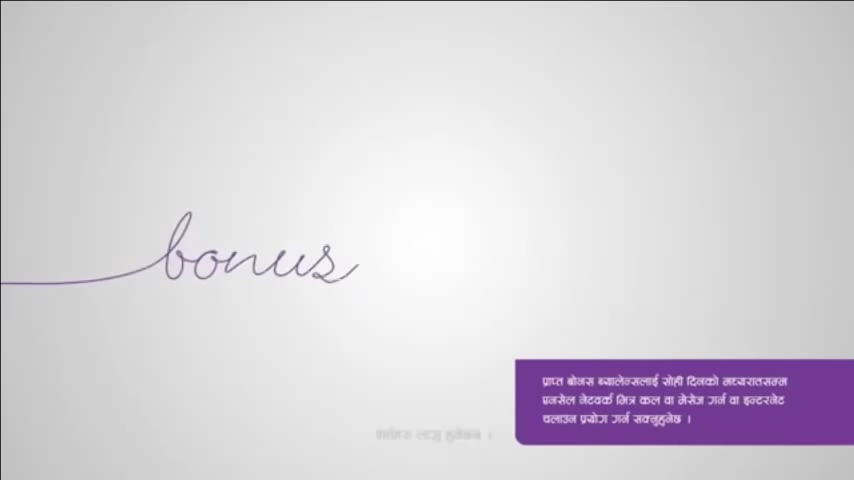 bonus
प्राप्त बोनस ब्यालेन्सलाई सोही दिनको मध्यरातसम्म
एनसेल नेटवर्क भित्र कल वा मेसेज गर्न वा इन्टरनेट
चलाउन प्रयोग गर्न सक्नुहुनेछ ।